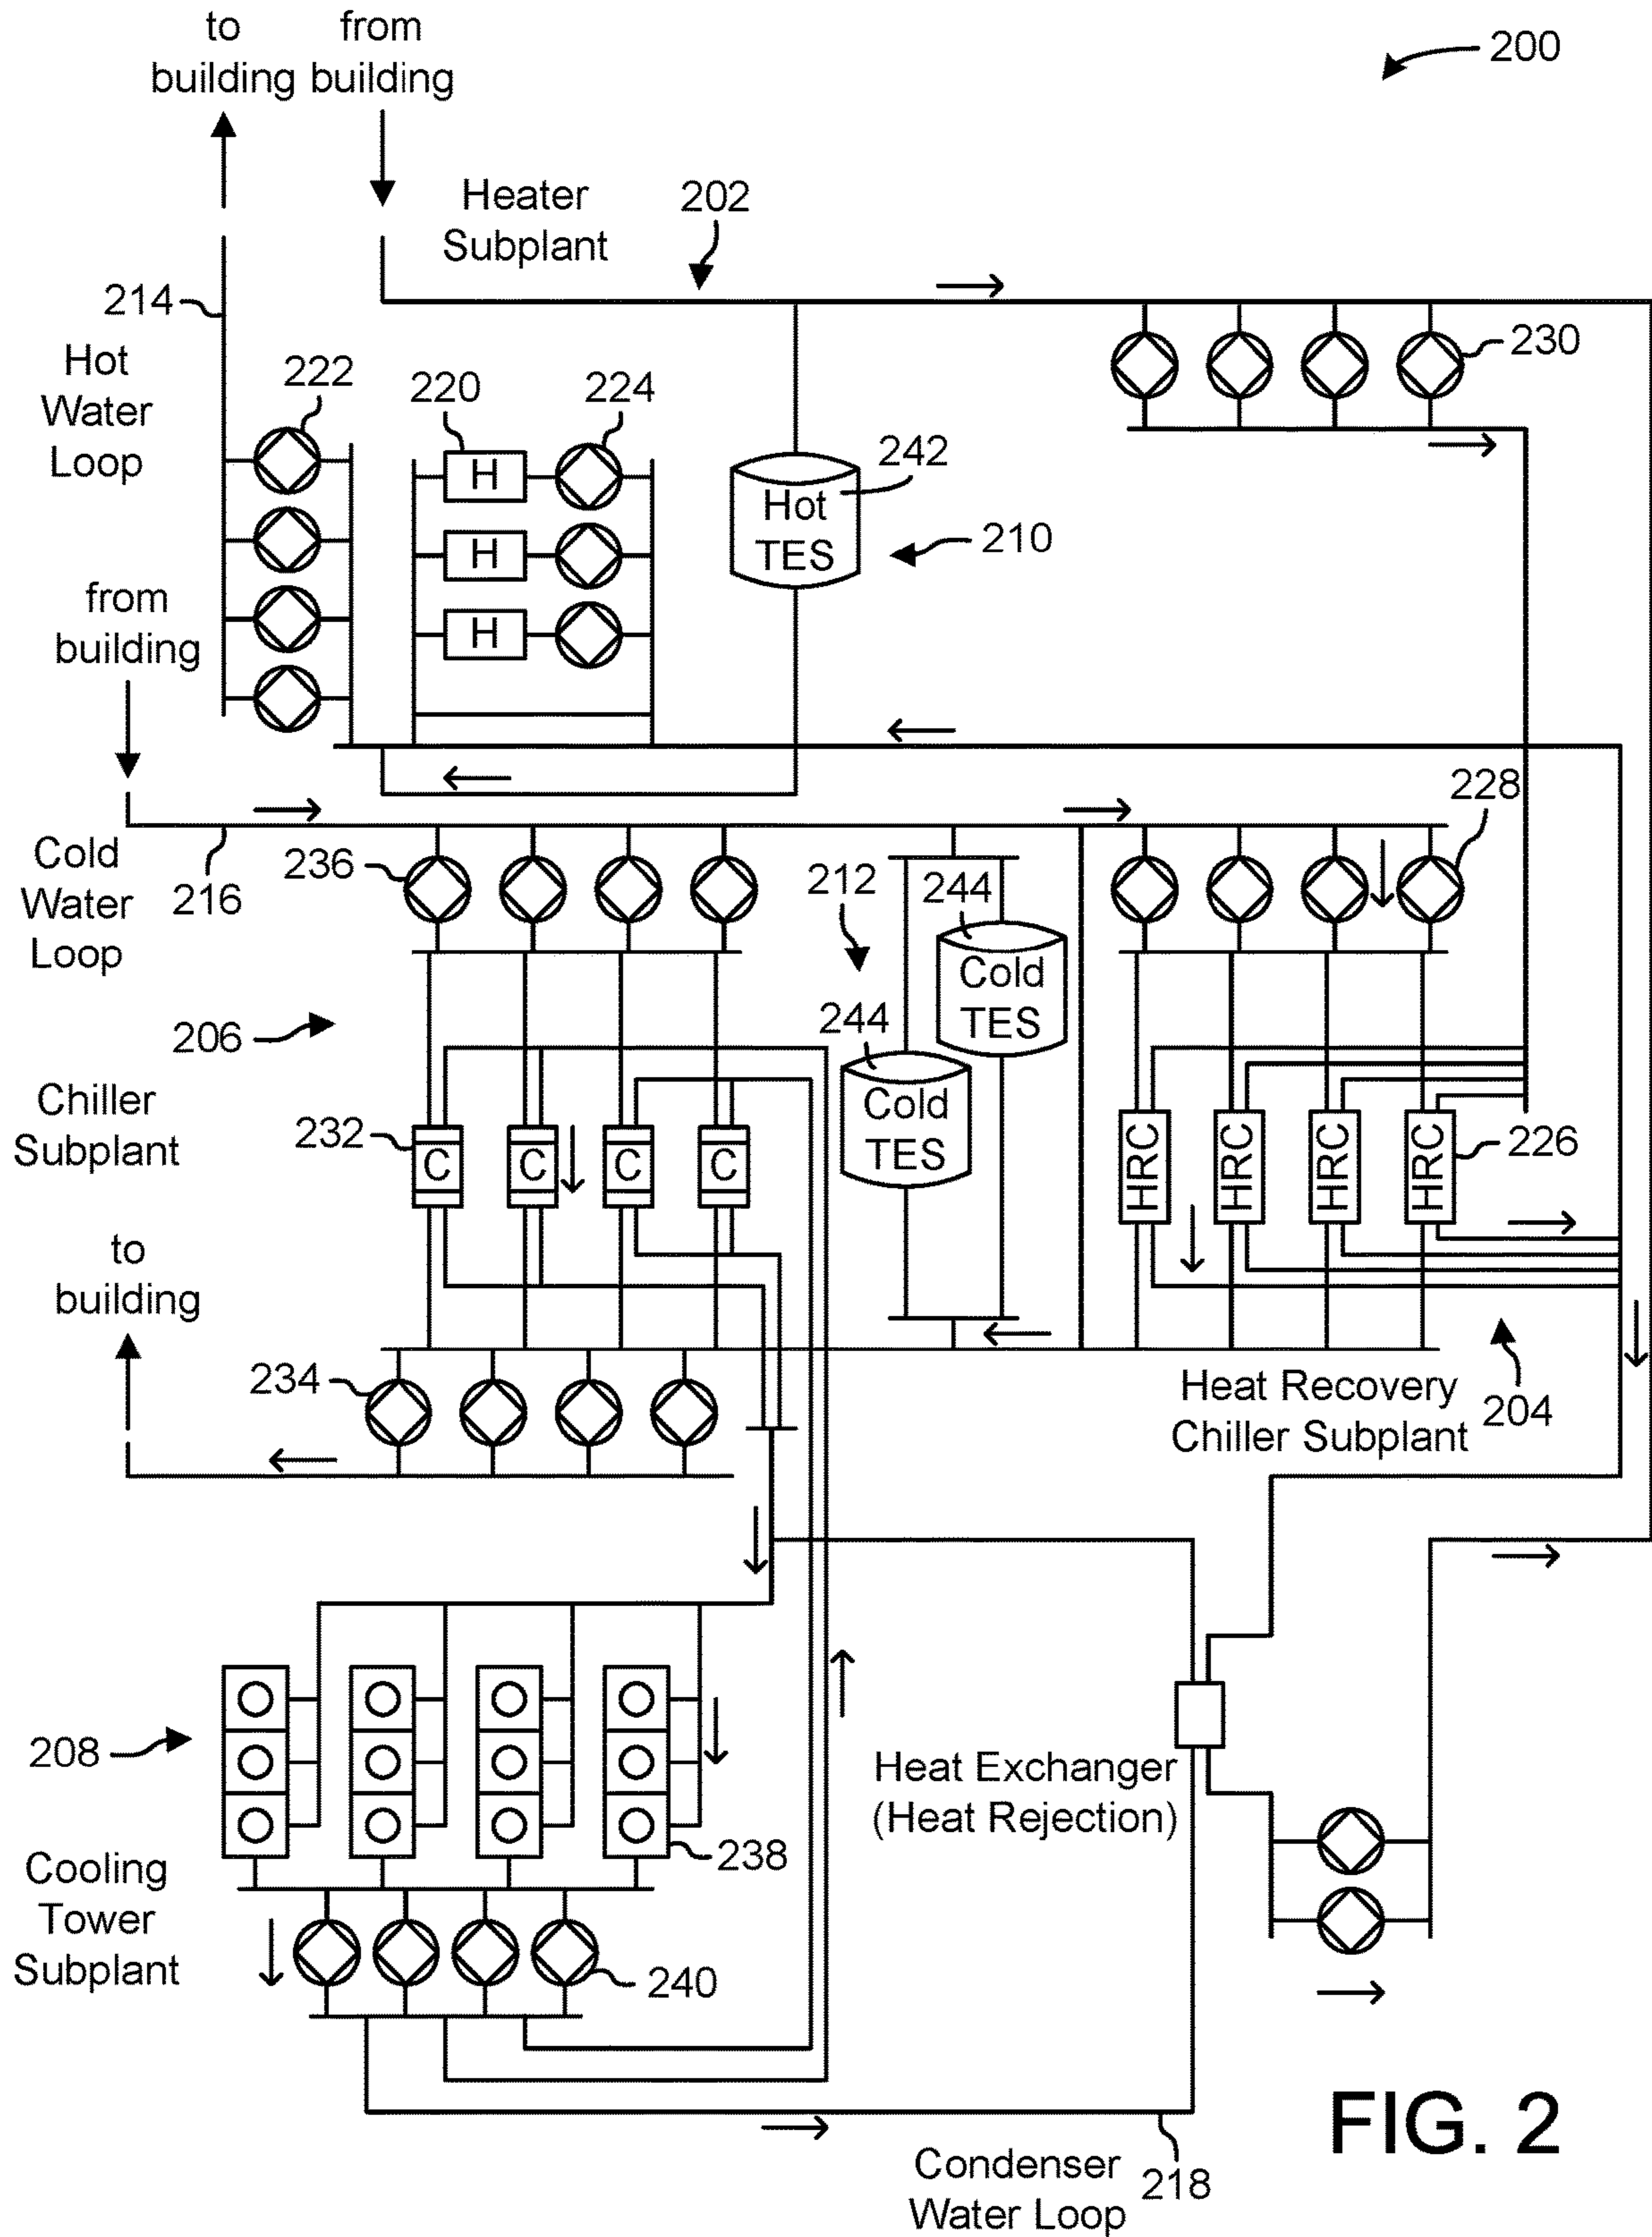 to
building
from
building
200
Heater
Subplant
202
214
Hot
Water
Loop
222
220
224
230
H
H
H
242
Hot
TES
210
from
building
228
Cold
Water
Loop
216
236
212
244
Cold
TES
244
Cold
TES
206
Chiller
Subplant
232
C
C
C
C
HRC
HRC
HRC
HRC
226
to
building
234
Heat Recovery
Chiller Subplant
204
208
Heat Exchanger
(Heat Rejection)
238
Cooling
Tower
Subplant
240
Condenser
Water Loop
218
FIG. 2